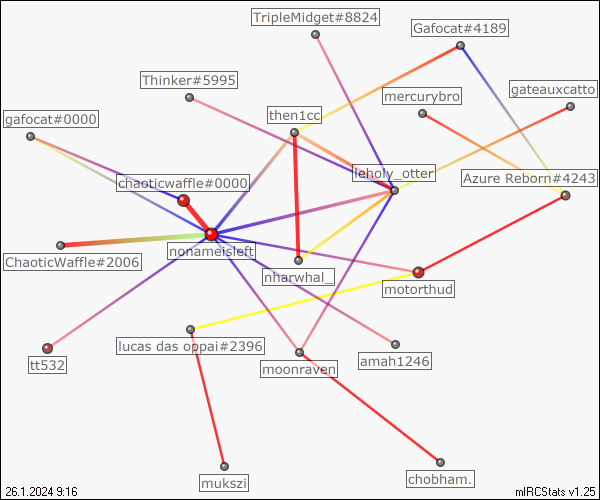 TripleMidget#8824
Gafocat#4189
Thinker#5995
gateauxcatto
mercurybro
then1cc
gafocat#0000
leholy_otter
chaoticwaffle#0000
Azure Reborn#4243
nonameisleft
ChaoticWaffle#2006
nharwhal_
motorthud
lucas das oppai#2396
tt532
amah1246
moonraven
mukszi
chobham.
26.1.2024 9:16
mIRCStats v1.25